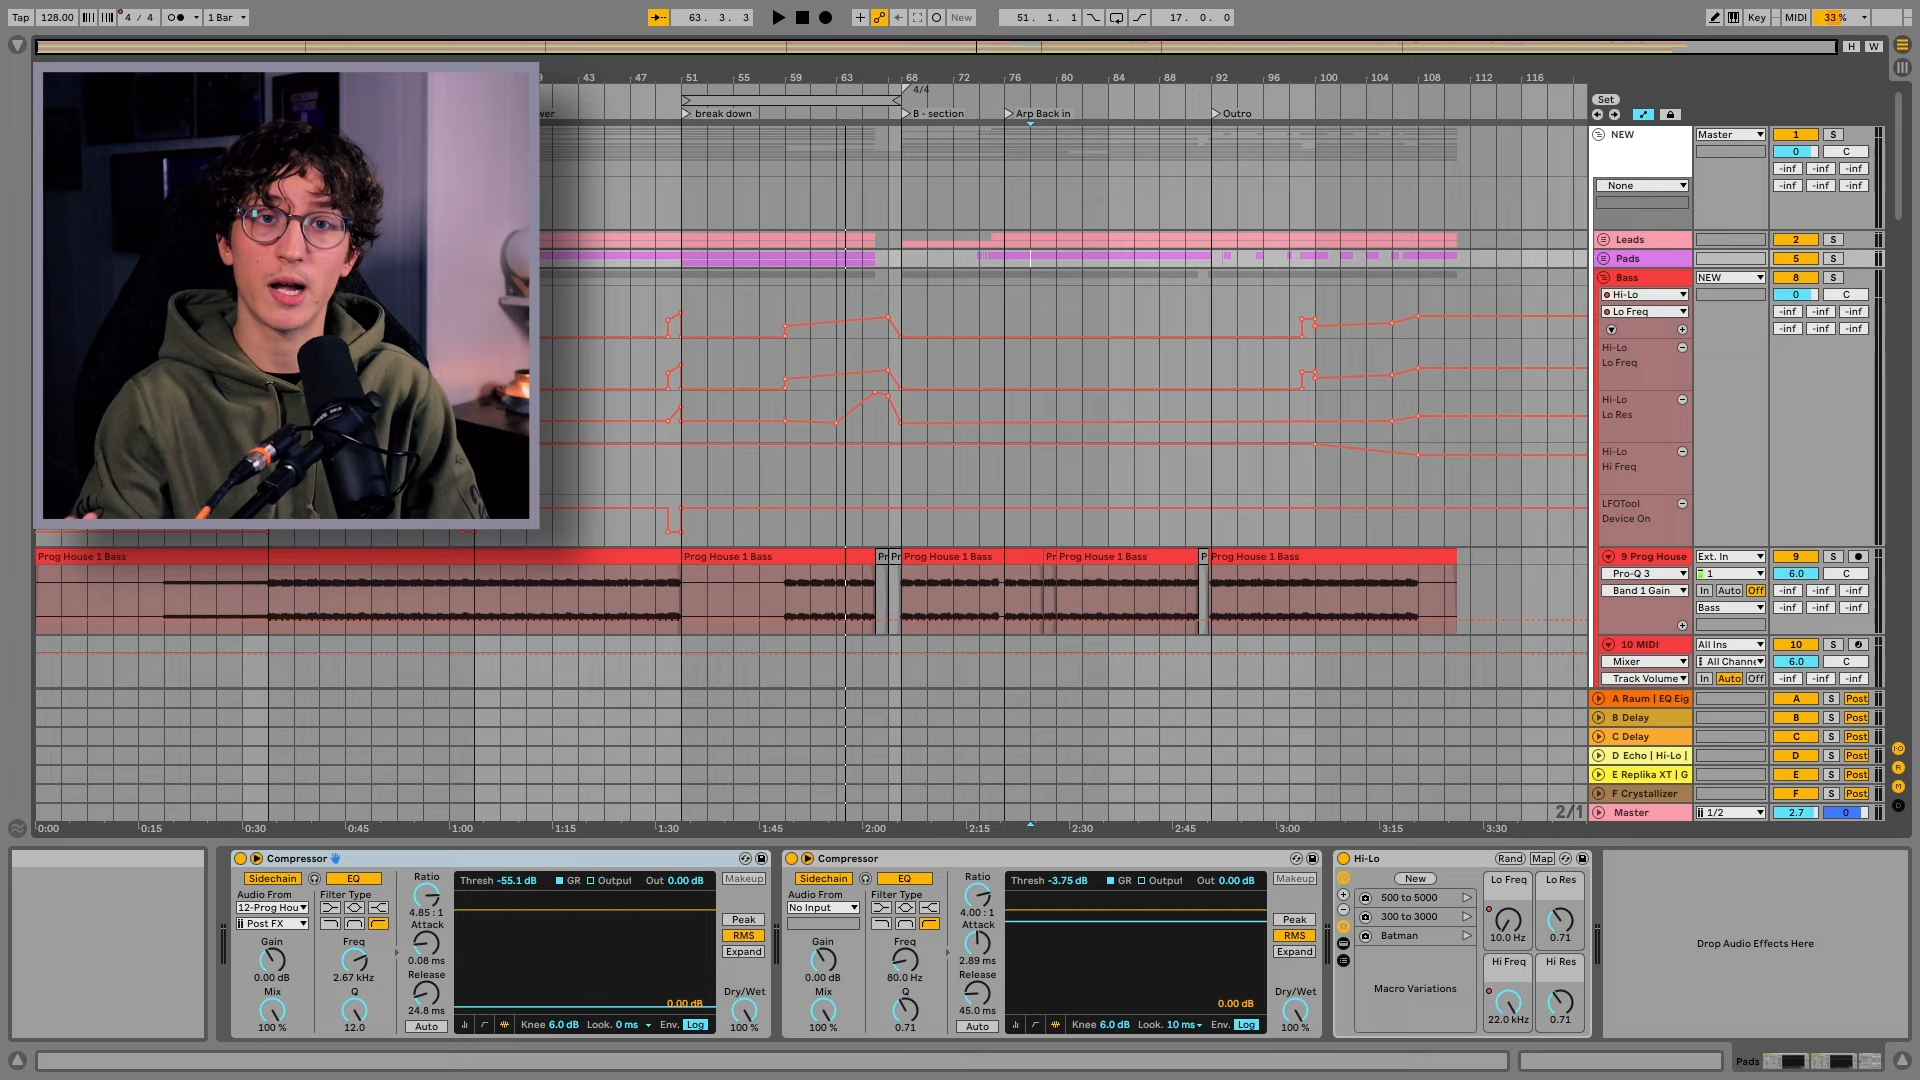 Tap 128.00 4 / 4 1 Bar 63. 3. 3 New 51. 1. 1 17. 0. 0 Key MIDI 33 %
H W
43 47 51 55 59 63 68 72 76 80 84 88 92 96 100 104 108 112 116
4/4
break down B - section Arp Back in Outro
Set
NEW Master 1 S
0 C
-inf -inf -inf
None -inf -inf -inf
Leads 2 S
Pads 5 S
Bass NEW 8 S
Hi-Lo 0 C
Lo Freq -inf -inf -inf
-inf -inf -inf
Hi-Lo
Lo Freq
Hi-Lo
Lo Res
Hi-Lo
Hi Freq
LFOTool
Device On
Prog House 1 Bass Prog House 1 Bass Pr Pr Prog House 1 Bass Pr Prog House 1 Bass P Prog House 1 Bass
9 Prog House Ext. In 9 S
Pro-Q 3 1 6.0 C
Band 1 Gain In Auto Off -inf -inf -inf
Bass -inf -inf -inf
10 MIDI All Ins 10 S
Mixer All Channe 6.0 C
Track Volume In Auto Off -inf -inf -inf
A Raum | EQ Eig A S Post
B Delay B S Post
C Delay C S Post
D Echo | Hi-Lo | D S Post
E Replika XT | G E S Post
F Crystallizer F S Post
2/1 Master 1/2 2.7 0
0:00 0:15 0:30 0:45 1:00 1:15 1:30 1:45 2:00 2:15 2:30 2:45 3:00 3:15 3:30
Compressor
Sidechain EQ
Audio From Filter Type
12-Prog Hou
Post FX
Gain Freq
0.00 dB 2.67 kHz
Mix Q
100 % 12.0
Ratio
4.85 : 1
Attack
0.08 ms
Release
24.8 ms
Auto
Thresh -55.1 dB GR Output Out 0.00 dB
0.00 dB
Knee 6.0 dB Look. 0 ms Env. Log
Makeup
Peak
RMS
Expand
Dry/Wet
100 %
Compressor
Sidechain EQ
Audio From Filter Type
No Input
Gain Freq
0.00 dB 80.0 Hz
Mix Q
100 % 0.71
Ratio
4.00 : 1
Attack
2.89 ms
Release
45.0 ms
Auto
Thresh -3.75 dB GR Output Out 0.00 dB
0.00 dB
Knee 6.0 dB Look. 10 ms Env. Log
Makeup
Peak
RMS
Expand
Dry/Wet
100 %
Hi-Lo Rand Map
New
500 to 5000
300 to 3000
Batman
Macro Variations
Lo Freq Lo Res
10.0 Hz 0.71
Hi Freq Hi Res
22.0 kHz 0.71
Drop Audio Effects Here
Pads